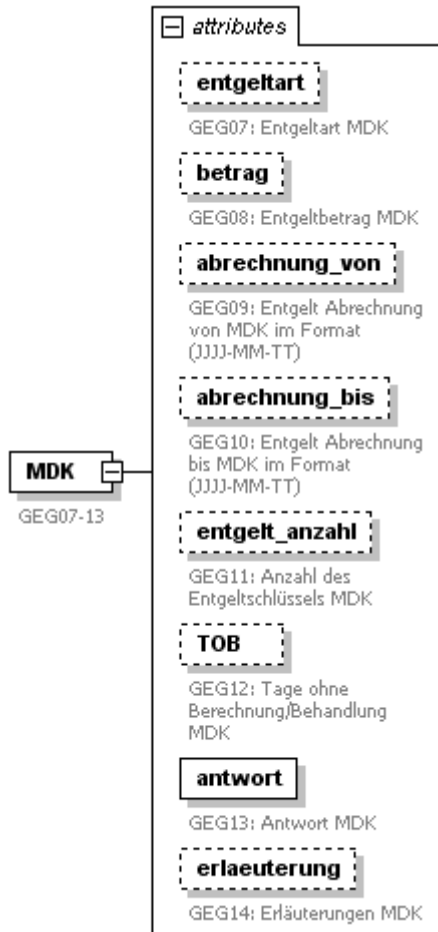 attributes
entgeltart
GEG07: Entgeltart MDK
betrag
GEG08: Entgeltbetrag MDK
abrechnung_von
GEG09: Entgelt Abrechnung
von MDK im Format
(JJJJ-MM-TT)
abrechnung_bis
GEG10: Entgelt Abrechnung
bis MDK im Format
(JJJJ-MM-TT)
MDK
GEG07-13
entgelt_anzahl
GEG11: Anzahl des
Entgeltschlüssels MDK
TOB
GEG12: Tage ohne
Berechnung/Behandlung
MDK
antwort
GEG13: Antwort MDK
erlaeuterung
GEG14: Erläuterungen MDK